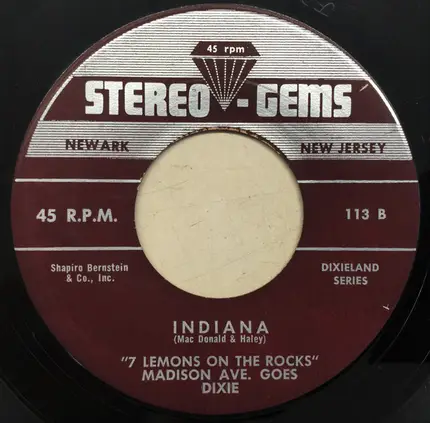 45 rpm
STEREO-GEMS
NEWARK NEW JERSEY
45 R.P.M. 113 B
Shapiro Bernstein
& Co., Inc.
DIXIELAND
SERIES
INDIANA
(Mac Donald & Haley)
"7 LEMONS ON THE ROCKS"
MADISON AVE. GOES
DIXIE